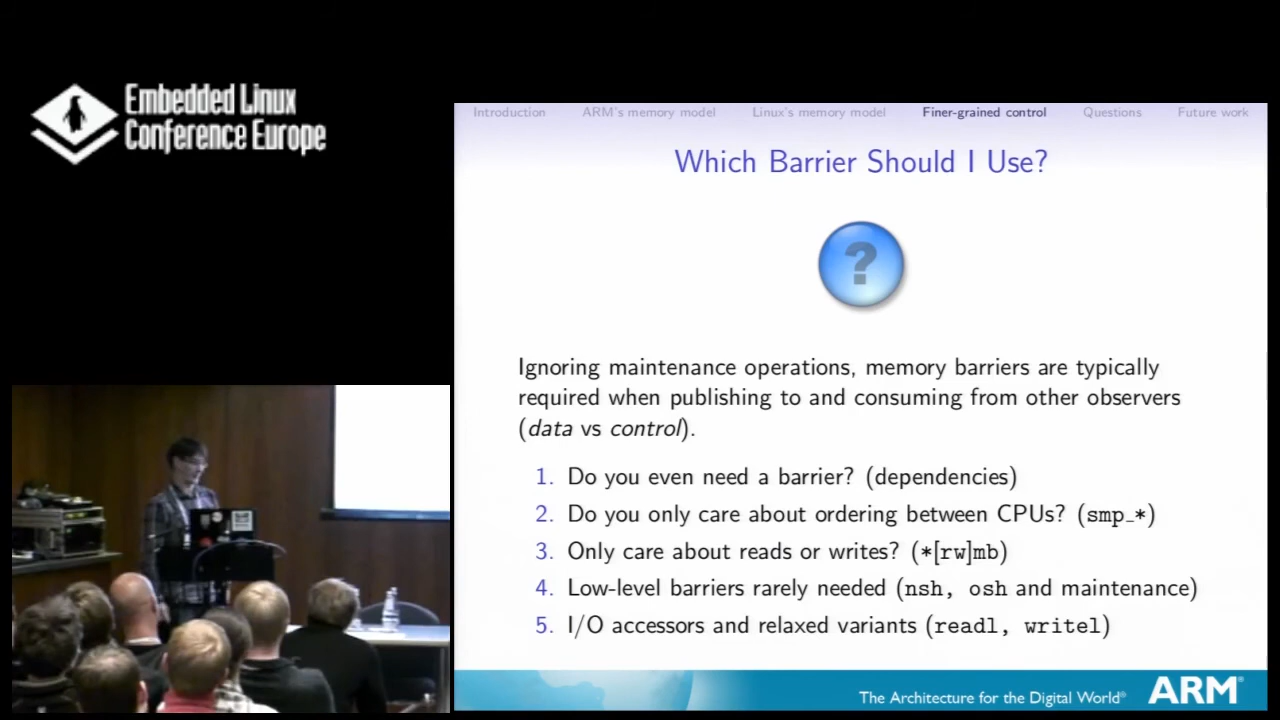 Embedded Linux
Conference Europe
Introduction ARM's memory model Linux's memory model Finer-grained control Questions Future work
Which Barrier Should I Use?
?
Ignoring maintenance operations, memory barriers are typically
required when publishing to and consuming from other observers
(data vs control).
1. Do you even need a barrier? (dependencies)
2. Do you only care about ordering between CPUs? (smp_*)
3. Only care about reads or writes? (*[rw]mb)
4. Low-level barriers rarely needed (nsh, osh and maintenance)
5. I/O accessors and relaxed variants (readl, writel)
The Architecture for the Digital World® ARM®